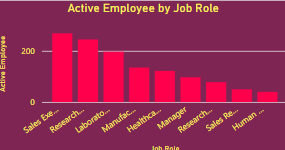 Active Employee by Job Role
Active Employee
200
0
Sales Exe...
Research...
Laborato...
Manufac...
Healthca...
Manager
Research...
Sales Re...
Human ...
Job Role